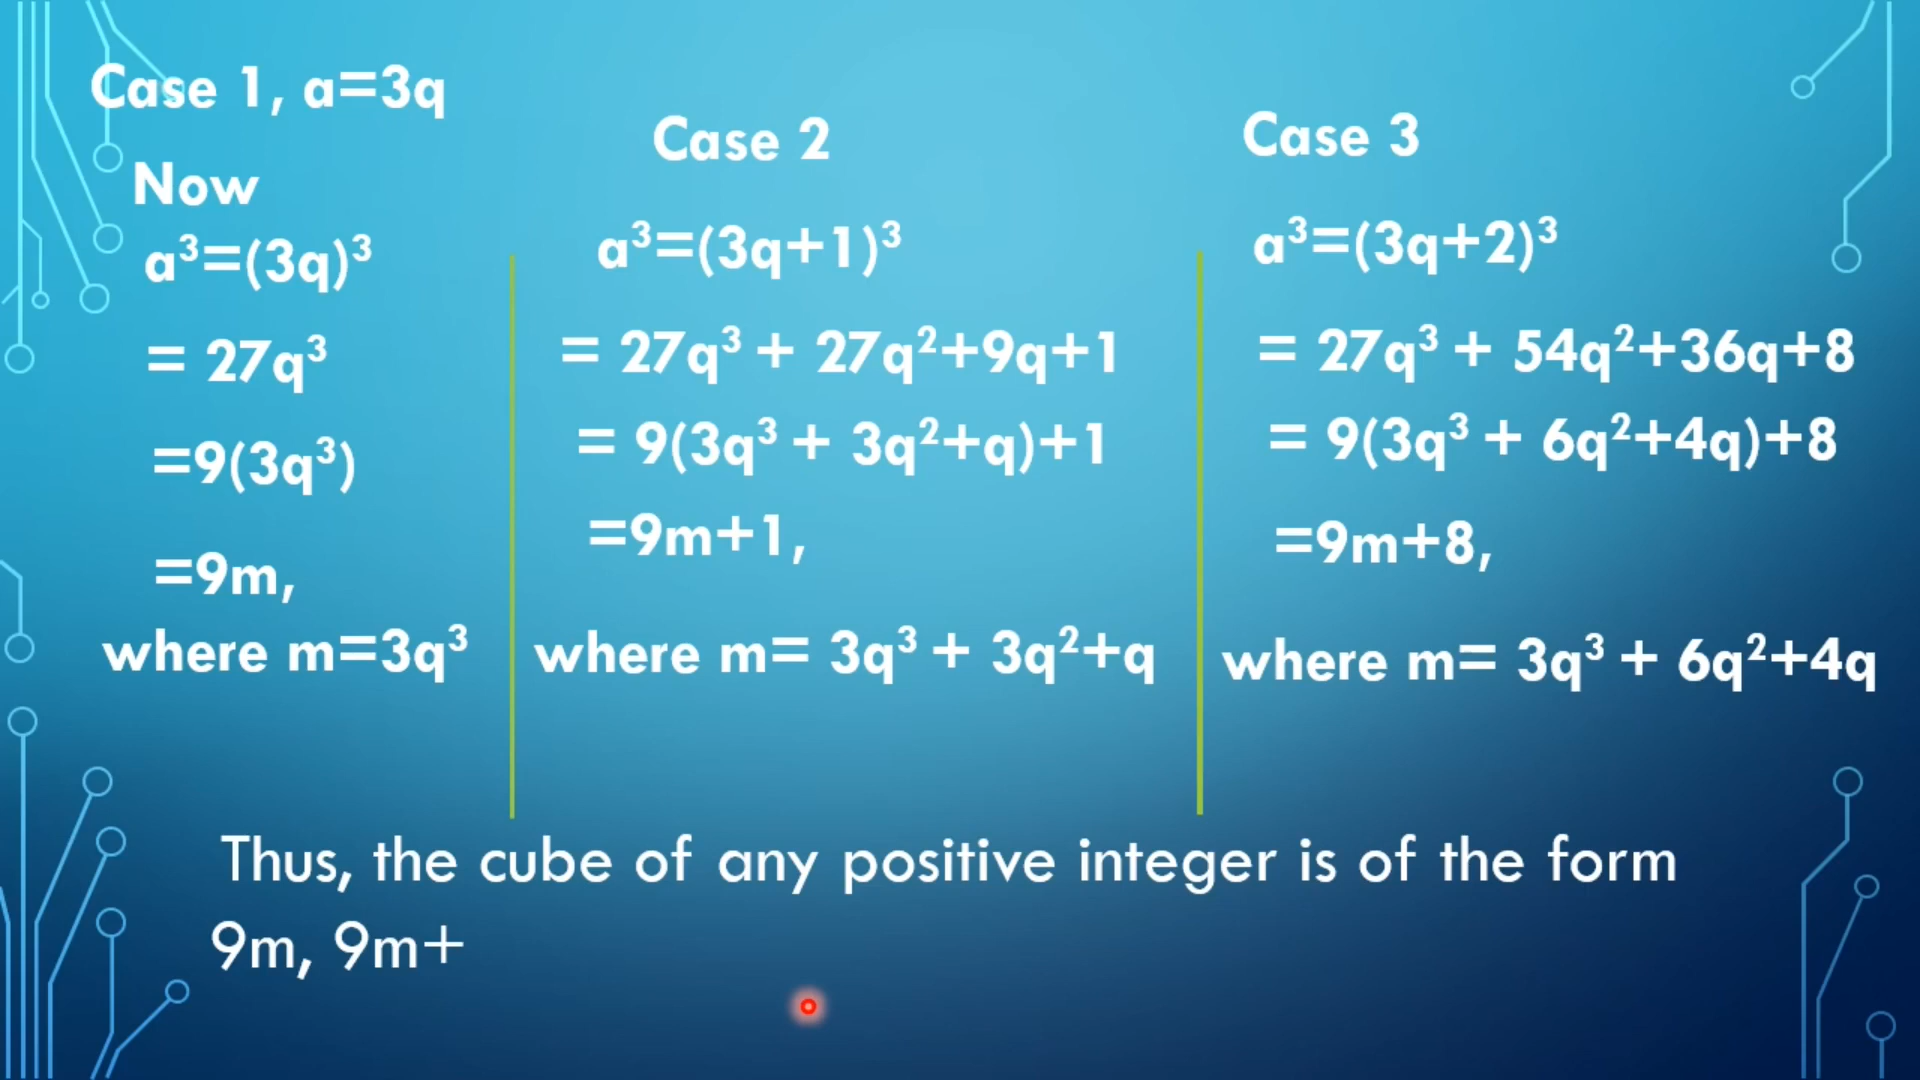 Case 1, a=3q
Now
a³=(3q)³
= 27q³
=9(3q³)
=9m,
where m=3q³
Case 2
a³=(3q+1)³
= 27q³ + 27q²+9q+1
= 9(3q³ + 3q²+q)+1
=9m+1,
where m= 3q³ + 3q²+q
Case 3
a³=(3q+2)³
= 27q³ + 54q²+36q+8
= 9(3q³ + 6q²+4q)+8
=9m+8,
where m= 3q³ + 6q²+4q
Thus, the cube of any positive integer is of the form
9m, 9m+